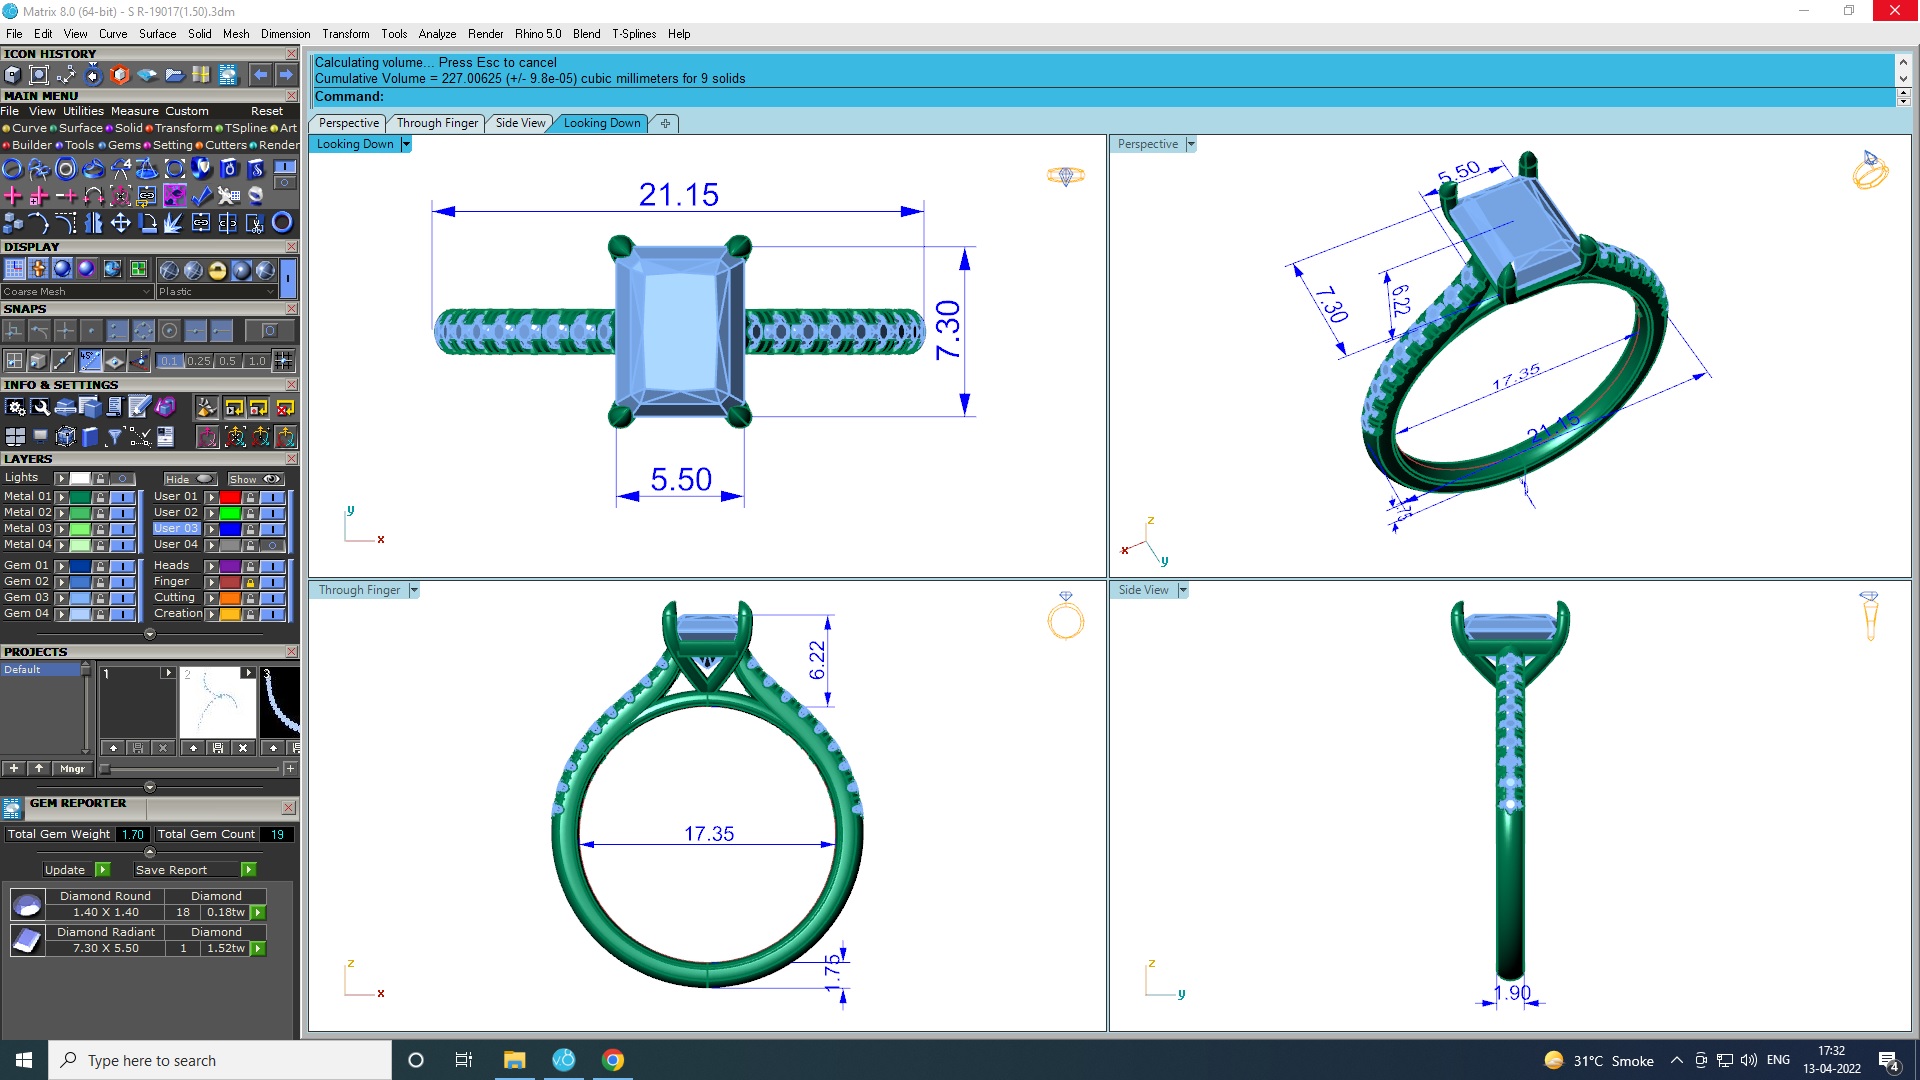 Matrix 8.0 (64-bit) - S R-19017(1.50).3dm
File Edit View Curve Surface Solid Mesh Dimension Transform Tools Analyze Render Rhino 5.0 Blend T-Splines Help
ICON HISTORY
MAIN MENU
File View Utilities Measure Custom Reset
Curve Surface Solid Transform TSpline Art
Builder Tools Gems Setting Cutters Render
DISPLAY
Coarse Mesh Plastic
SNAPS
0.1 0.25 0.5 1.0
INFO & SETTINGS
LAYERS
Lights Hide Show
Metal 01 User 01
Metal 02 User 02
Metal 03 User 03
Metal 04 User 04
Gem 01 Heads
Gem 02 Finger
Gem 03 Cutting
Gem 04 Creation
PROJECTS
Default 1 2 3
Mngr
GEM REPORTER
Total Gem Weight 1.70 Total Gem Count 19
Update Save Report
Diamond Round Diamond
1.40 X 1.40 18 0.18tw
Diamond Radiant Diamond
7.30 X 5.50 1 1.52tw
Calculating volume... Press Esc to cancel
Cumulative Volume = 227.00625 (+/- 9.8e-05) cubic millimeters for 9 solids
Command:
Perspective Through Finger Side View Looking Down
Looking Down
21.15
7.30
5.50
y
x
Perspective
5.50
7.30
6.22
17.35
21.15
z
x
y
Through Finger
6.22
17.35
1.75
z
x
Side View
1.90
z
y
Type here to search
31°C Smoke
ENG
17:32
13-04-2022
4